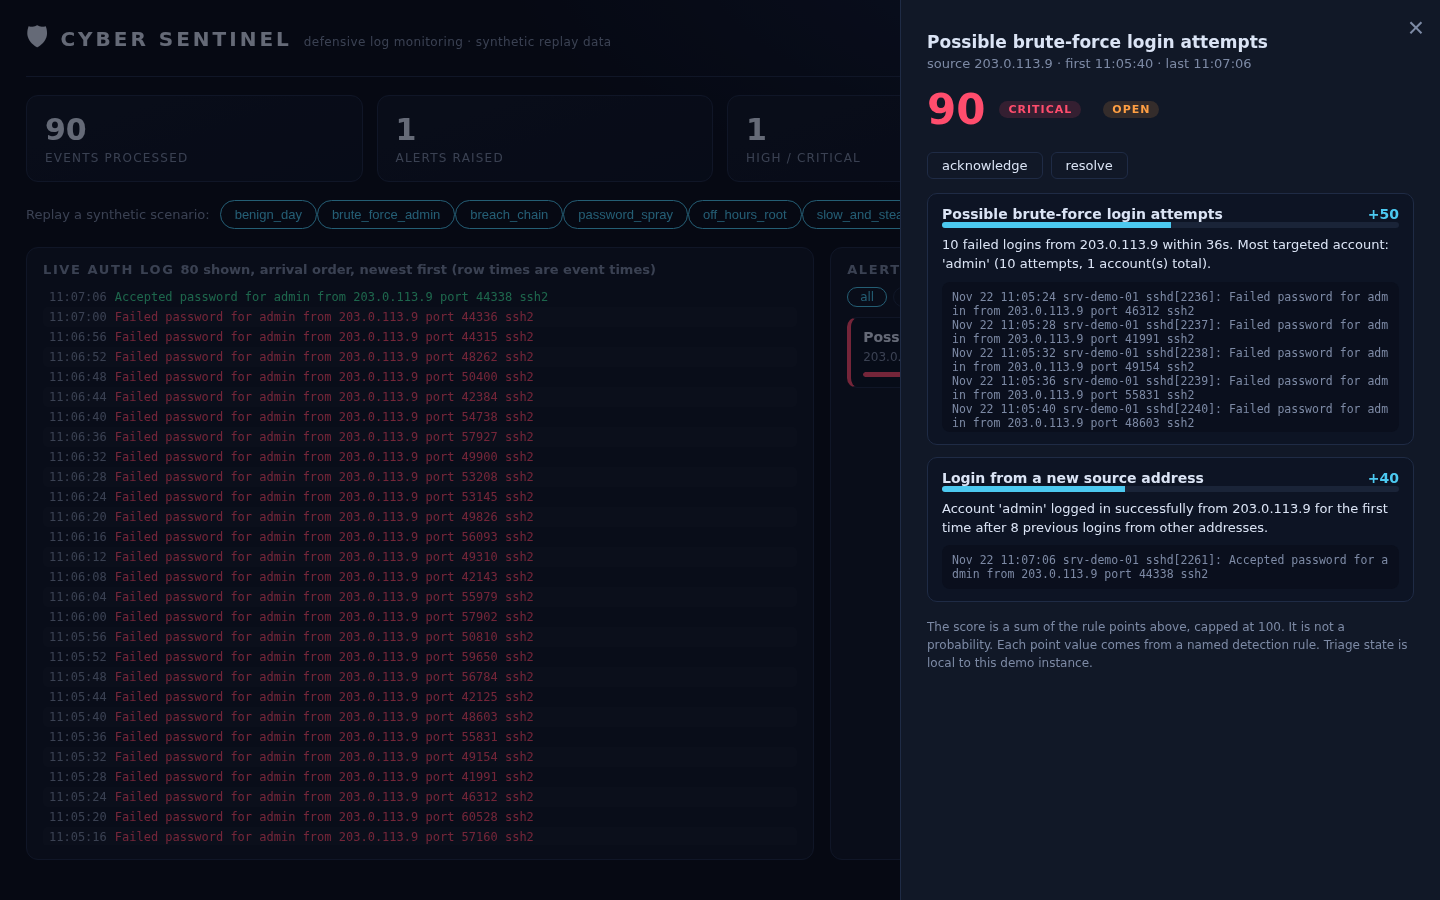 CYBER SENTINEL defensive log monitoring · synthetic replay data
90
EVENTS PROCESSED
1
ALERTS RAISED
1
HIGH / CRITICAL
Replay a synthetic scenario: benign_day brute_force_admin breach_chain password_spray off_hours_root slow_and_stea
LIVE AUTH LOG 80 shown, arrival order, newest first (row times are event times)
11:07:06 Accepted password for admin from 203.0.113.9 port 44338 ssh2
11:07:00 Failed password for admin from 203.0.113.9 port 44336 ssh2
11:06:56 Failed password for admin from 203.0.113.9 port 44315 ssh2
11:06:52 Failed password for admin from 203.0.113.9 port 48262 ssh2
11:06:48 Failed password for admin from 203.0.113.9 port 50400 ssh2
11:06:44 Failed password for admin from 203.0.113.9 port 42384 ssh2
11:06:40 Failed password for admin from 203.0.113.9 port 54738 ssh2
11:06:36 Failed password for admin from 203.0.113.9 port 57927 ssh2
11:06:32 Failed password for admin from 203.0.113.9 port 49900 ssh2
11:06:28 Failed password for admin from 203.0.113.9 port 53208 ssh2
11:06:24 Failed password for admin from 203.0.113.9 port 53145 ssh2
11:06:20 Failed password for admin from 203.0.113.9 port 49826 ssh2
11:06:16 Failed password for admin from 203.0.113.9 port 56093 ssh2
11:06:12 Failed password for admin from 203.0.113.9 port 49310 ssh2
11:06:08 Failed password for admin from 203.0.113.9 port 42143 ssh2
11:06:04 Failed password for admin from 203.0.113.9 port 55979 ssh2
11:06:00 Failed password for admin from 203.0.113.9 port 57902 ssh2
11:05:56 Failed password for admin from 203.0.113.9 port 50810 ssh2
11:05:52 Failed password for admin from 203.0.113.9 port 59650 ssh2
11:05:48 Failed password for admin from 203.0.113.9 port 56784 ssh2
11:05:44 Failed password for admin from 203.0.113.9 port 42125 ssh2
11:05:40 Failed password for admin from 203.0.113.9 port 48603 ssh2
11:05:36 Failed password for admin from 203.0.113.9 port 55831 ssh2
11:05:32 Failed password for admin from 203.0.113.9 port 49154 ssh2
11:05:28 Failed password for admin from 203.0.113.9 port 41991 ssh2
11:05:24 Failed password for admin from 203.0.113.9 port 46312 ssh2
11:05:20 Failed password for admin from 203.0.113.9 port 60528 ssh2
11:05:16 Failed password for admin from 203.0.113.9 port 57160 ssh2
ALERT
all
Poss
203.0.
✕
Possible brute-force login attempts
source 203.0.113.9 · first 11:05:40 · last 11:07:06
90 CRITICAL OPEN
acknowledge resolve
Possible brute-force login attempts +50
10 failed logins from 203.0.113.9 within 36s. Most targeted account:
'admin' (10 attempts, 1 account(s) total).
Nov 22 11:05:24 srv-demo-01 sshd[2236]: Failed password for adm
in from 203.0.113.9 port 46312 ssh2
Nov 22 11:05:28 srv-demo-01 sshd[2237]: Failed password for adm
in from 203.0.113.9 port 41991 ssh2
Nov 22 11:05:32 srv-demo-01 sshd[2238]: Failed password for adm
in from 203.0.113.9 port 49154 ssh2
Nov 22 11:05:36 srv-demo-01 sshd[2239]: Failed password for adm
in from 203.0.113.9 port 55831 ssh2
Nov 22 11:05:40 srv-demo-01 sshd[2240]: Failed password for adm
in from 203.0.113.9 port 48603 ssh2
Login from a new source address +40
Account 'admin' logged in successfully from 203.0.113.9 for the first
time after 8 previous logins from other addresses.
Nov 22 11:07:06 srv-demo-01 sshd[2261]: Accepted password for a
dmin from 203.0.113.9 port 44338 ssh2
The score is a sum of the rule points above, capped at 100. It is not a
probability. Each point value comes from a named detection rule. Triage state is
local to this demo instance.